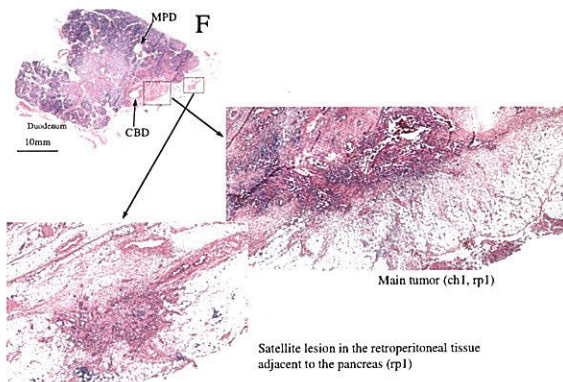 MPD
F
Duodenum
CBD
10mm
Main tumor (ch1, rp1)
Satellite lesion in the retroperitoneal tissue
adjacent to the pancreas (rp1)